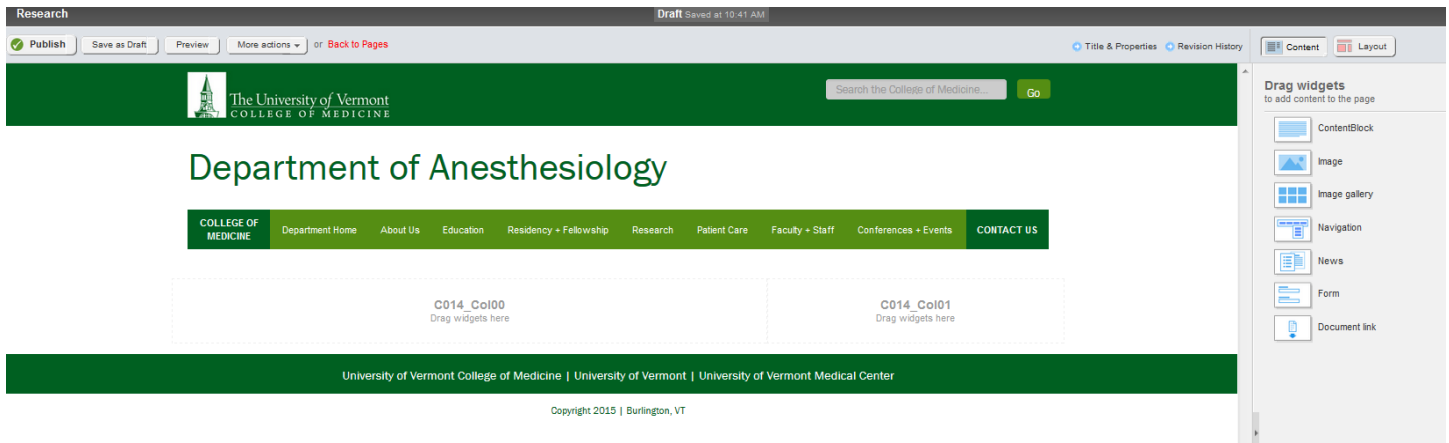 Research
Draft Saved at 10:41 AM
Publish
Save as Draft
Preview
More actions
or Back to Pages
Title & Properties
Revision History
Content
Layout
The University of Vermont
COLLEGE OF MEDICINE
Search the College of Medicine...
Go
Department of Anesthesiology
COLLEGE OF
MEDICINE
Department Home
About Us
Education
Residency + Fellowship
Research
Patient Care
Faculty + Staff
Conferences + Events
CONTACT US
C014_Col00
Drag widgets here
C014_Col01
Drag widgets here
University of Vermont College of Medicine | University of Vermont | University of Vermont Medical Center
Copyright 2015 | Burlington, VT
Drag widgets
to add content to the page
ContentBlock
Image
Image gallery
Navigation
News
Form
Document link